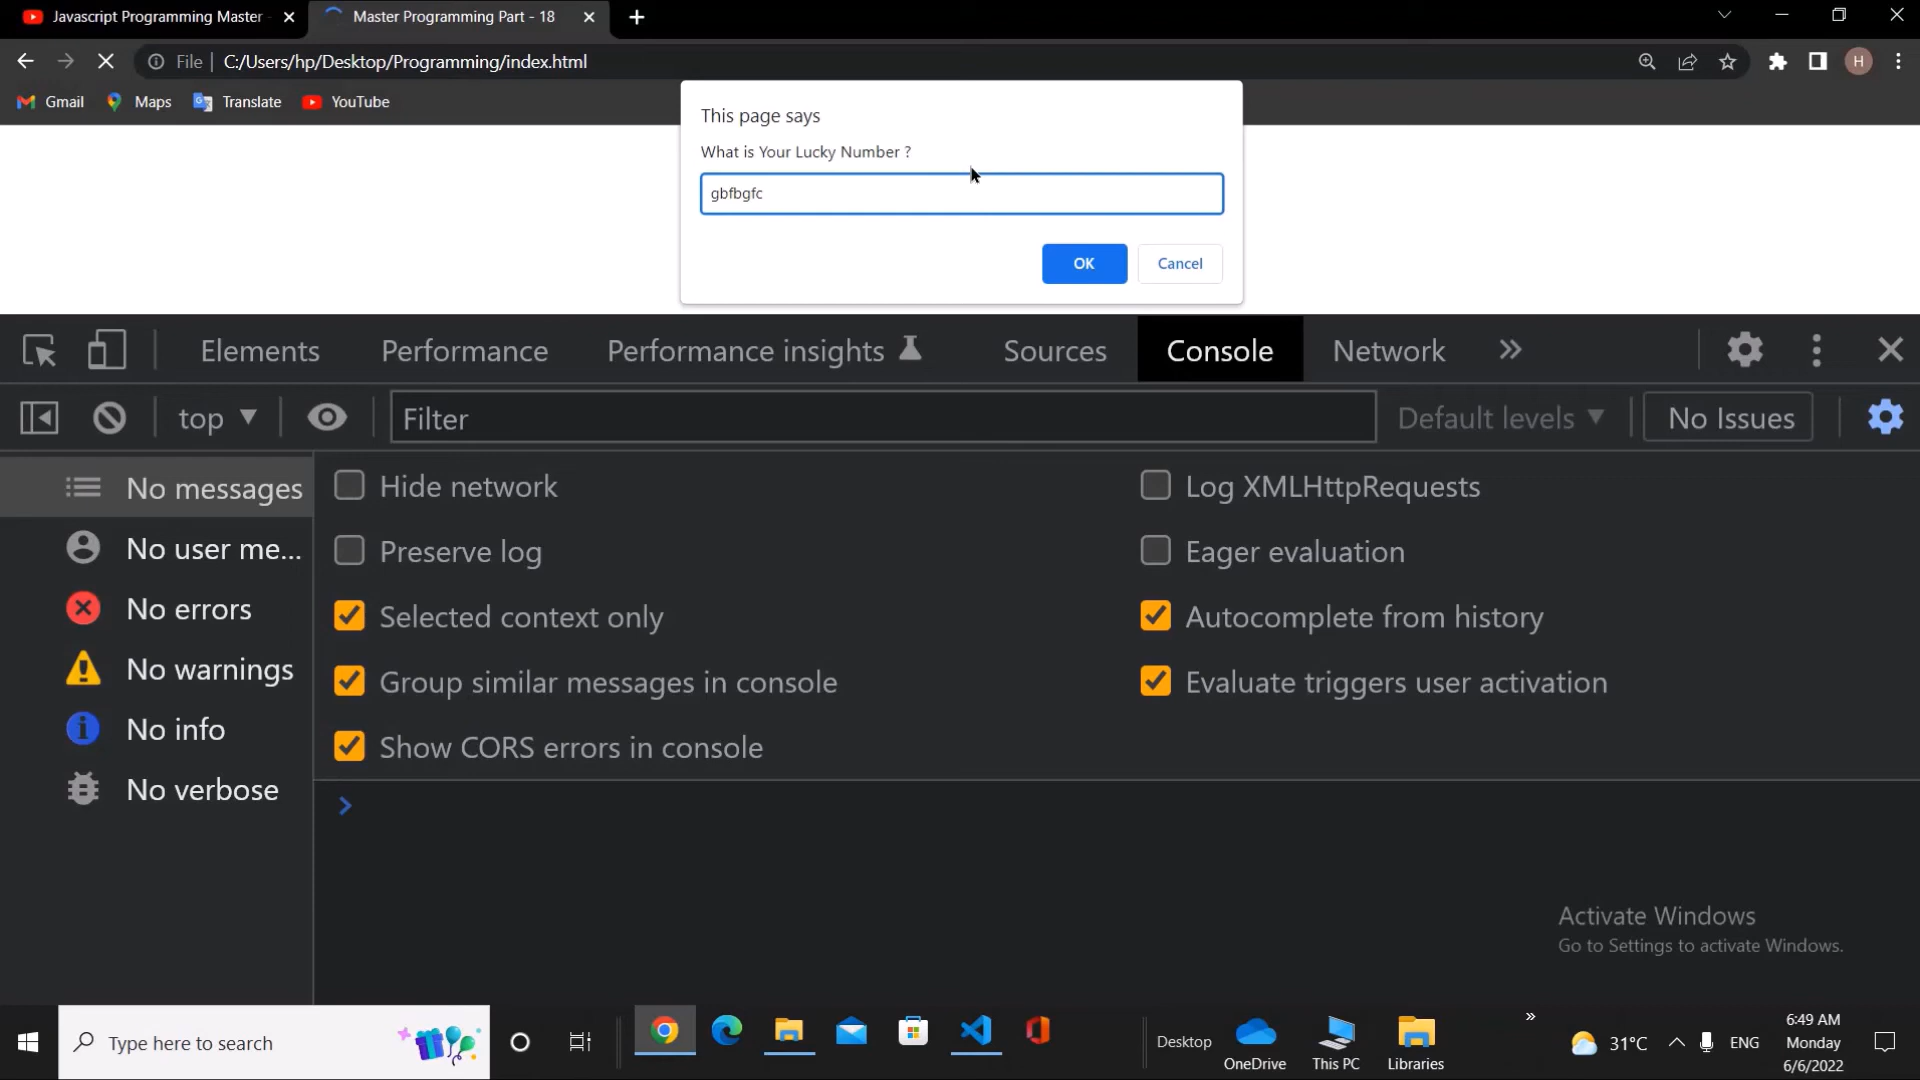 Javascript Programming Master
Master Programming Part - 18
File
C:/Users/hp/Desktop/Programming/index.html
H
Gmail
Maps
Translate
YouTube
This page says
What is Your Lucky Number ?
gbfbgfc
OK
Cancel
Elements
Performance
Performance insights
Sources
Console
Network
top
Filter
Default levels
No Issues
No messages
Hide network
Log XMLHttpRequests
No user me...
Preserve log
Eager evaluation
No errors
Selected context only
Autocomplete from history
No warnings
Group similar messages in console
Evaluate triggers user activation
No info
Show CORS errors in console
No verbose
Activate Windows
Go to Settings to activate Windows.
Type here to search
Desktop
OneDrive
This PC
Libraries
31°C
ENG
6:49 AM
Monday
6/6/2022